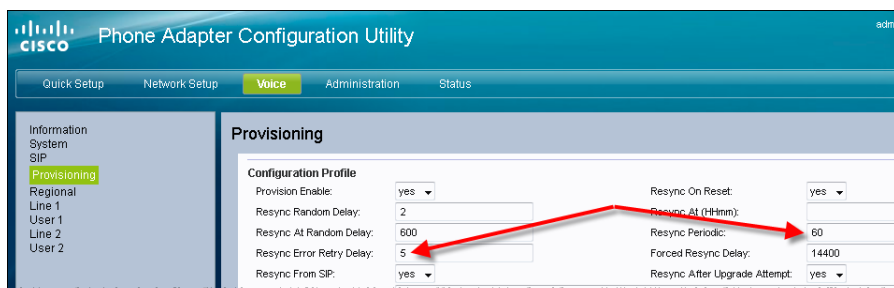 CISCO Phone Adapter Configuration Utility
Quick Setup Network Setup Voice Administration Status
Information
System
SIP
Provisioning
Regional
Line 1
User 1
Line 2
User 2
Provisioning
Configuration Profile
Provision Enable: yes Resync On Reset: yes
Resync Random Delay: 2 Resync At (HHmm):
Resync At Random Delay: 600 Resync Periodic: 60
Resync Error Retry Delay: 5 Forced Resync Delay: 14400
Resync From SIP: yes Resync After Upgrade Attempt: yes